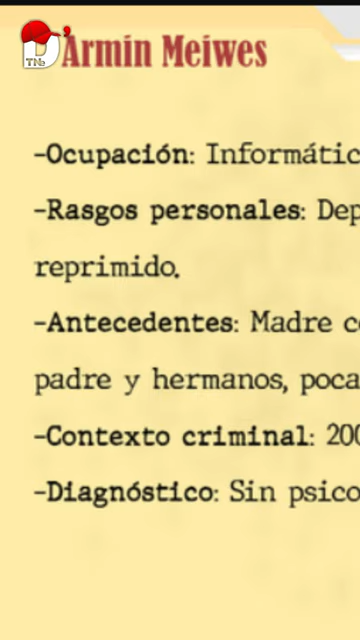 D'
TNo
Armin Meiwes
-Ocupación: Informátic
-Rasgos personales: Dep
reprimido.
-Antecedentes: Madre c
padre y hermanos, poca
-Contexto criminal: 200
-Diagnóstico: Sin psico